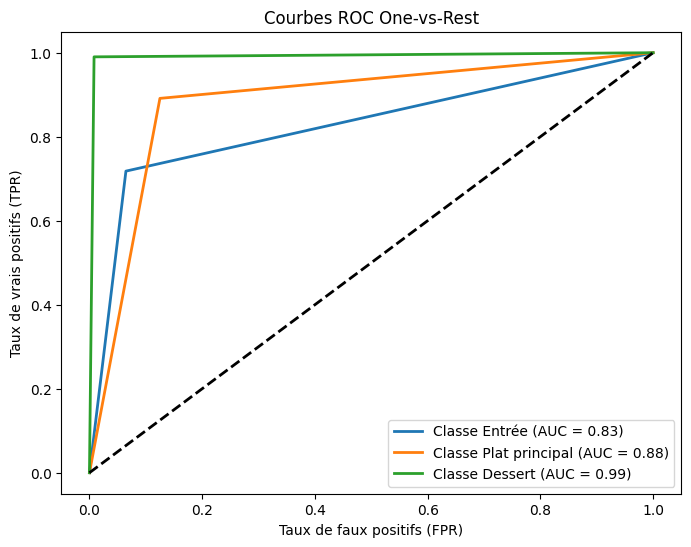 Courbes ROC One-vs-Rest
Taux de vrais positifs (TPR)
1.0
0.8
0.6
0.4
0.2
0.0
0.0 0.2 0.4 0.6 0.8 1.0
Taux de faux positifs (FPR)
Classe Entrée (AUC = 0.83)
Classe Plat principal (AUC = 0.88)
Classe Dessert (AUC = 0.99)